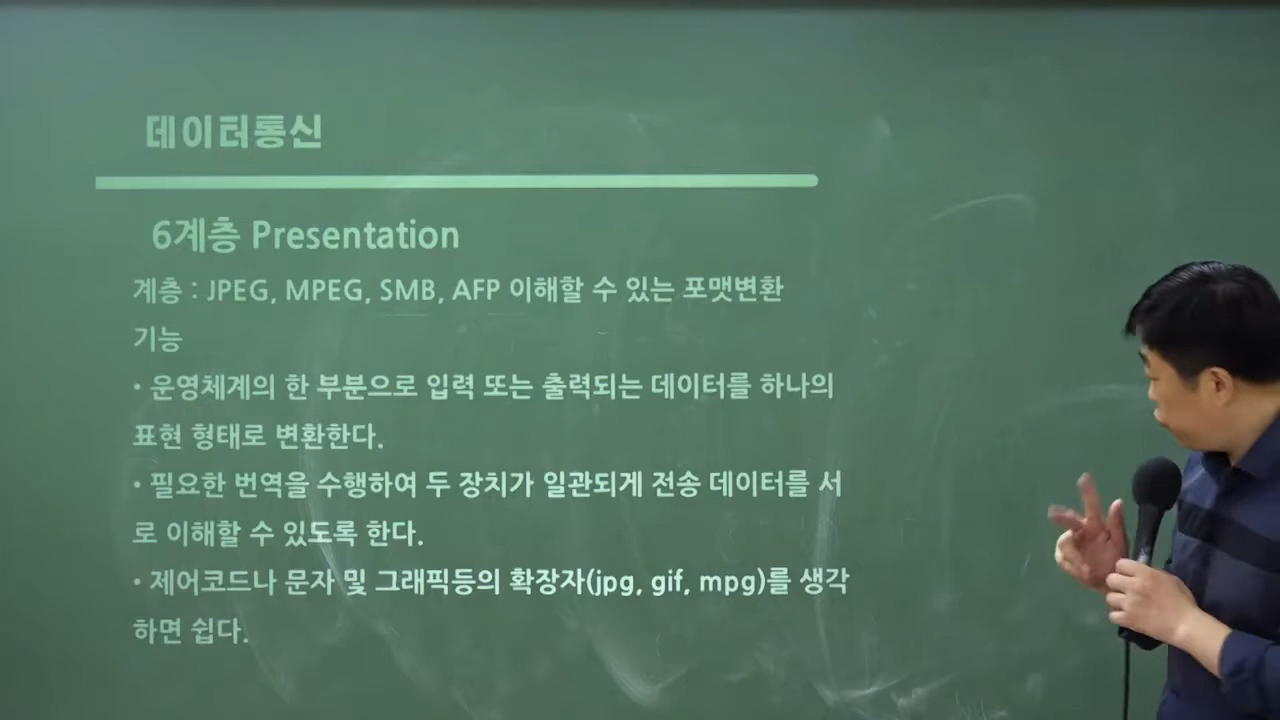 데이터통신
6계층 Presentation
계층 : JPEG, MPEG, SMB, AFP 이해할 수 있는 포맷변환
기능
• 운영체계의 한 부분으로 입력 또는 출력되는 데이터를 하나의
표현 형태로 변환한다.
• 필요한 번역을 수행하여 두 장치가 일관되게 전송 데이터를 서
로 이해할 수 있도록 한다.
• 제어코드나 문자 및 그래픽등의 확장자(jpg, gif, mpg)를 생각
하면 쉽다.